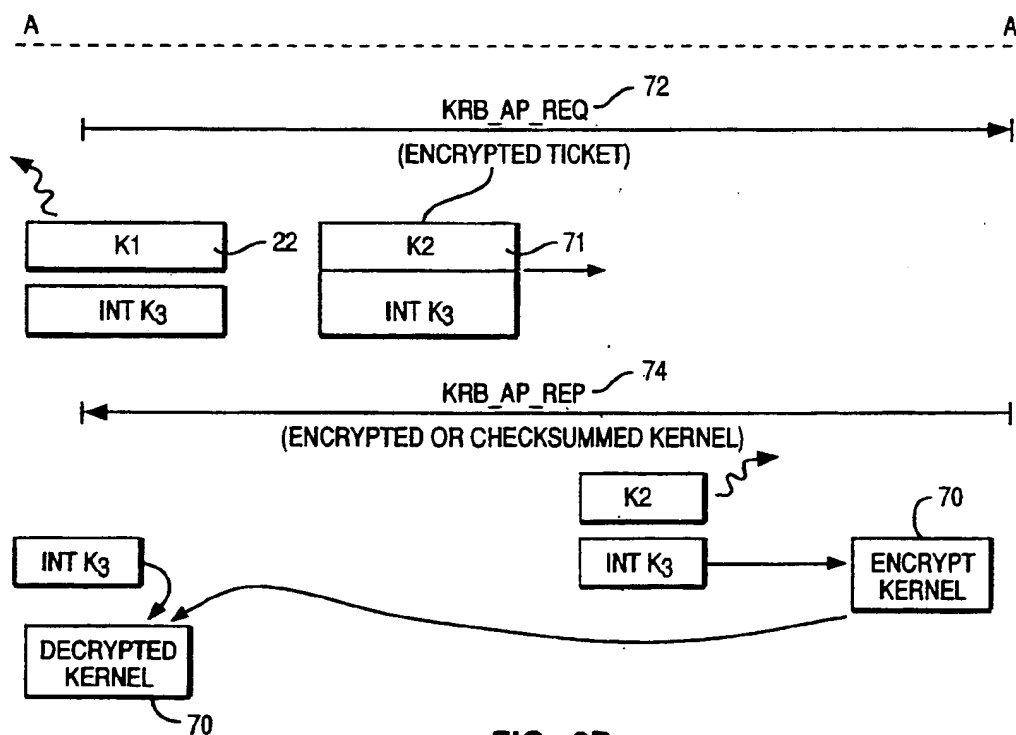 A A
KRB_AP_REQ 72
(ENCRYPTED TICKET)
K1 22 K2 71
INT K3 INT K3
KRB_AP_REP 74
(ENCRYPTED OR CHECKSUMMED KERNEL)
K2 70
INT K3 INT K3 ENCRYPT
KERNEL
DECRYPTED
KERNEL
70